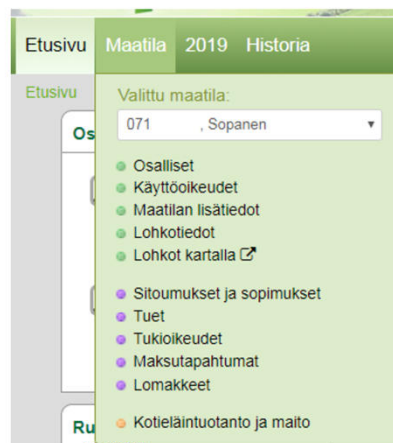 Etusivu Maatila 2019 Historia
Etusivu
Valittu maatila:
Os
071 , Sopanen
Osalliset
Käyttöoikeudet
Maatilan lisätiedot
Lohkotiedot
Lohkot kartalla
Sitoumukset ja sopimukset
Tuet
Tukioikeudet
Maksutapahtumat
Lomakkeet
Ru
Kotieläintuotanto ja maito